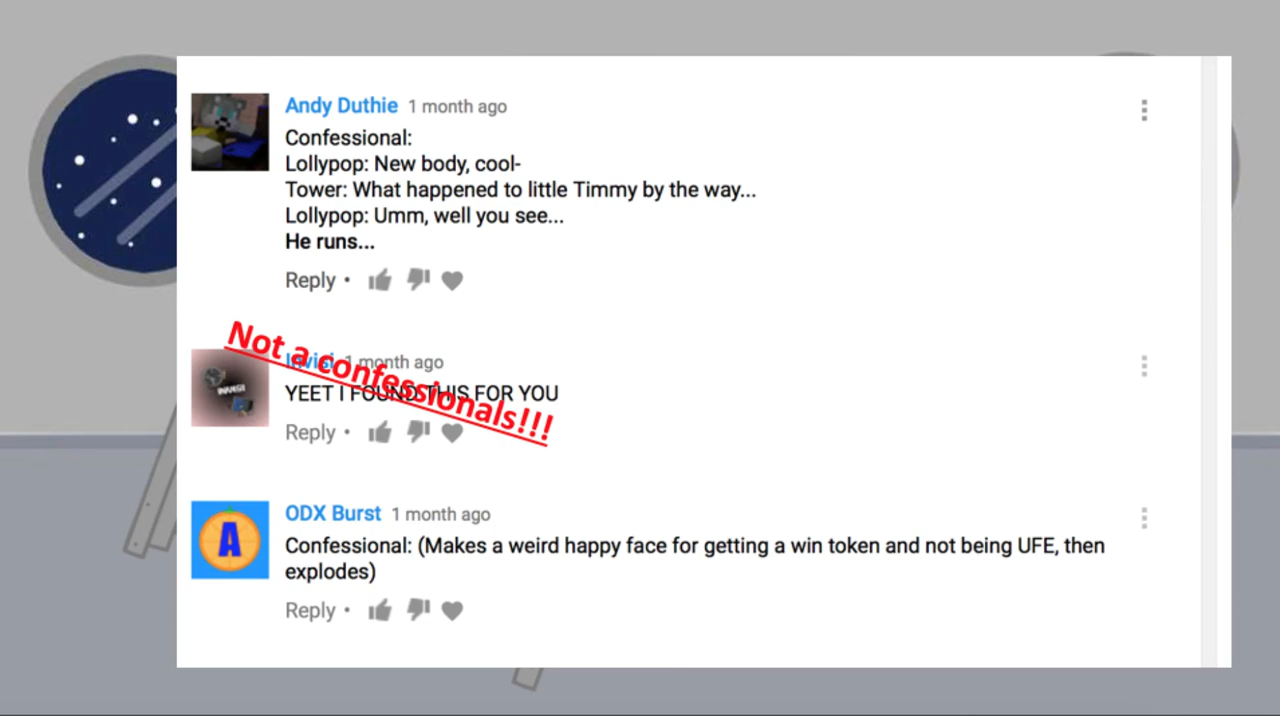 Andy Duthie 1 month ago
Confessional:
Lollypop: New body, cool-
Tower: What happened to little Timmy by the way...
Lollypop: Umm, well you see...
He runs...
Reply •
Not a confessionals!!!
Invisi 1 month ago
YEET I FOUND THIS FOR YOU
Reply •
A
ODX Burst 1 month ago
Confessional: (Makes a weird happy face for getting a win token and not being UFE, then
explodes)
Reply •